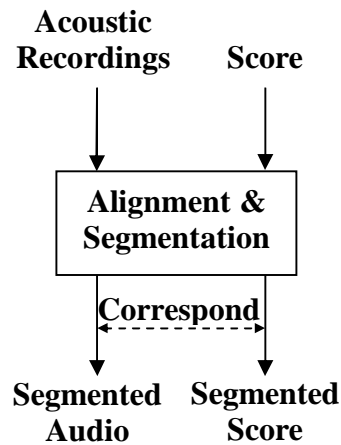 Acoustic
Recordings
Score
Alignment &
Segmentation
Correspond
Segmented
Audio
Segmented
Score